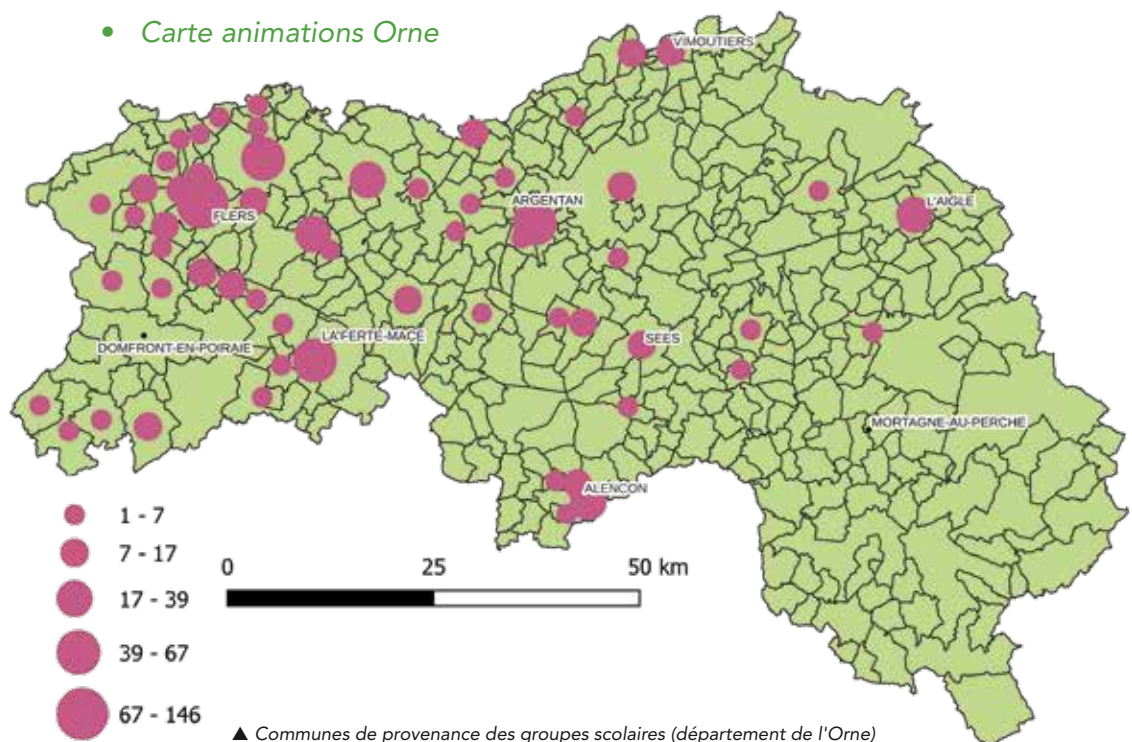 • Carte animations Orne
VIMOUTIERS
ARGENTAN
L'AIGLE
FLERS
LA FERTE-MACE
DOMFRONT-EN-POIRAIE
SEES
MORTAGNE-AU-PERCHE
ALENCON
1 - 7
7 - 17
17 - 39
39 - 67
67 - 146
0 25 50 km
▲ Communes de provenance des groupes scolaires (département de l'Orne)